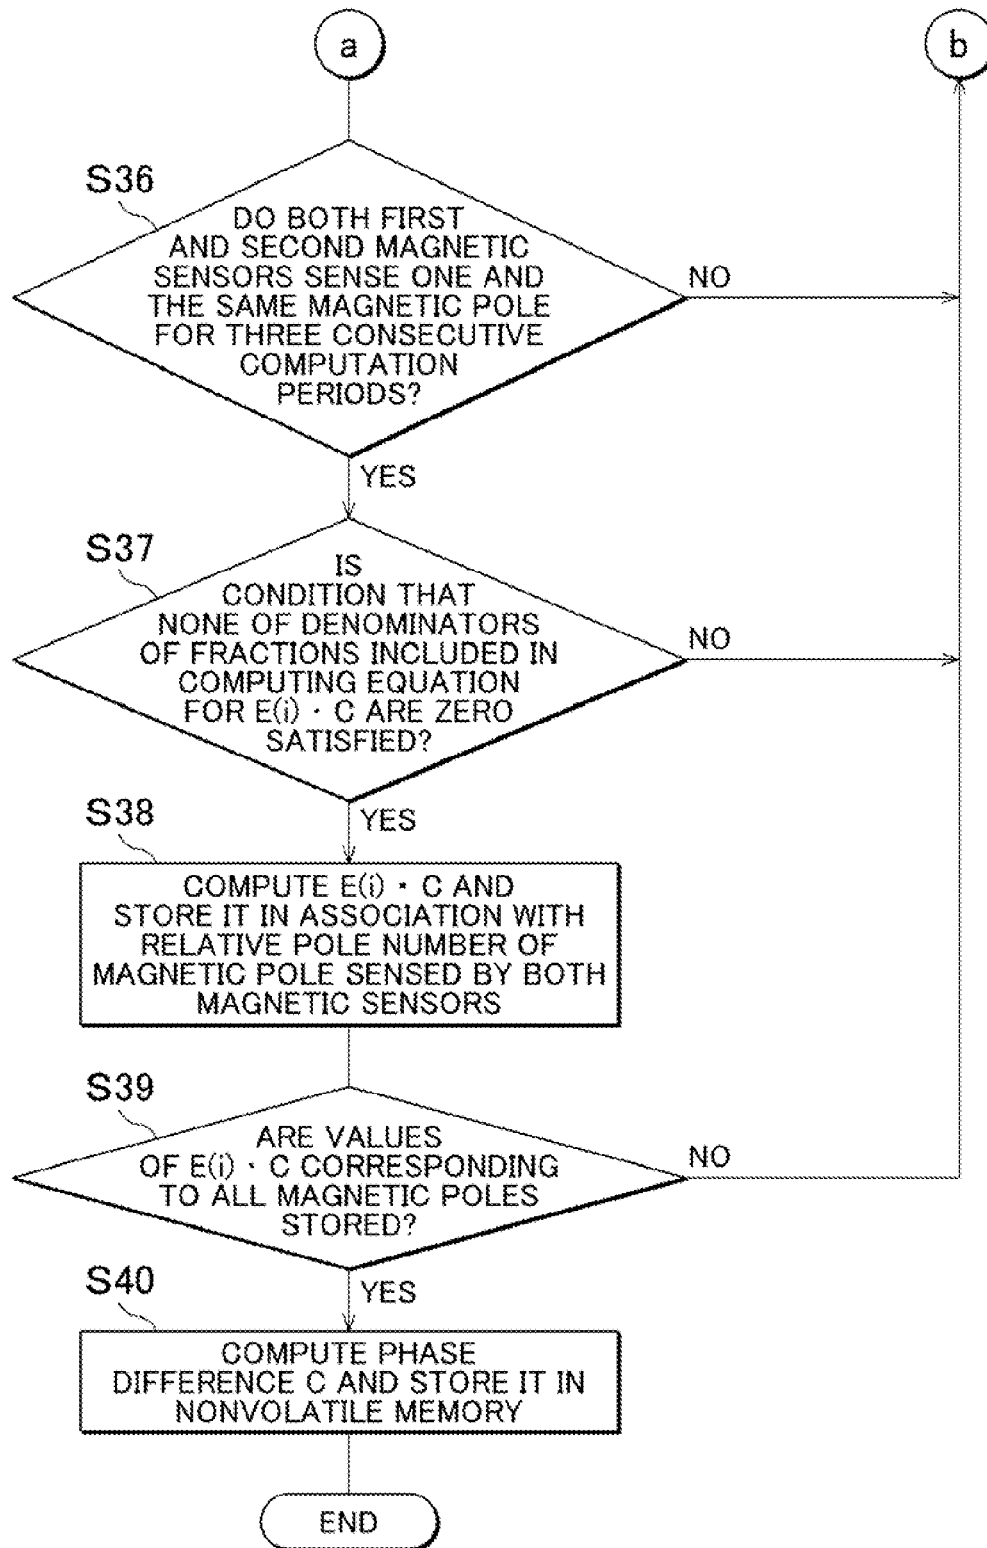 a
b
S36
DO BOTH FIRST
AND SECOND MAGNETIC
SENSORS SENSE ONE AND
THE SAME MAGNETIC POLE
FOR THREE CONSECUTIVE
COMPUTATION
PERIODS?
NO
YES
S37
IS
CONDITION THAT
NONE OF DENOMINATORS
OF FRACTIONS INCLUDED IN
COMPUTING EQUATION
FOR E(i) · C ARE ZERO
SATISFIED?
NO
YES
S38
COMPUTE E(i) · C AND
STORE IT IN ASSOCIATION WITH
RELATIVE POLE NUMBER OF
MAGNETIC POLE SENSED BY BOTH
MAGNETIC SENSORS
S39
ARE VALUES
OF E(i) · C CORRESPONDING
TO ALL MAGNETIC POLES
STORED?
NO
YES
S40
COMPUTE PHASE
DIFFERENCE C AND STORE IT IN
NONVOLATILE MEMORY
END